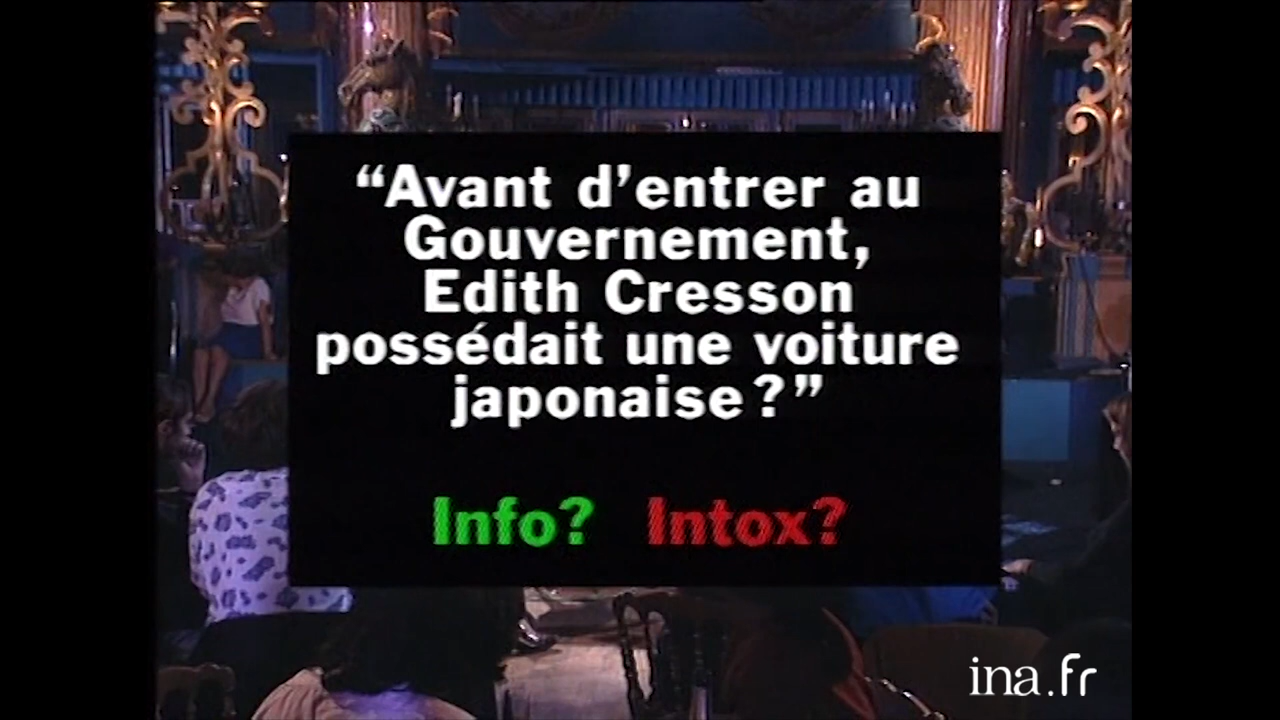 “Avant d’entrer au
Gouvernement,
Edith Cresson
possédait une voiture
japonaise ?”
Info? Intox?
ina.fr